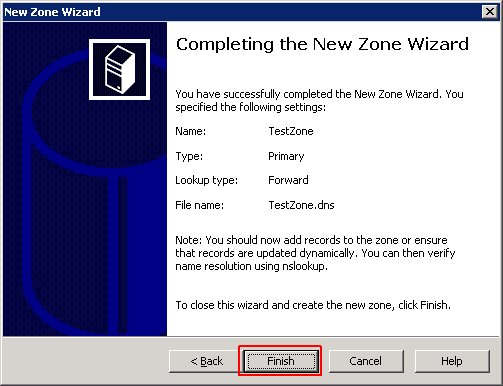 New Zone Wizard
Completing the New Zone Wizard
You have successfully completed the New Zone Wizard. You
specified the following settings:
Name: TestZone
Type: Primary
Lookup type: Forward
File name: TestZone.dns
Note: You should now add records to the zone or ensure
that records are updated dynamically. You can then verify
name resolution using nslookup.
To close this wizard and create the new zone, click Finish.
< Back Finish Cancel Help